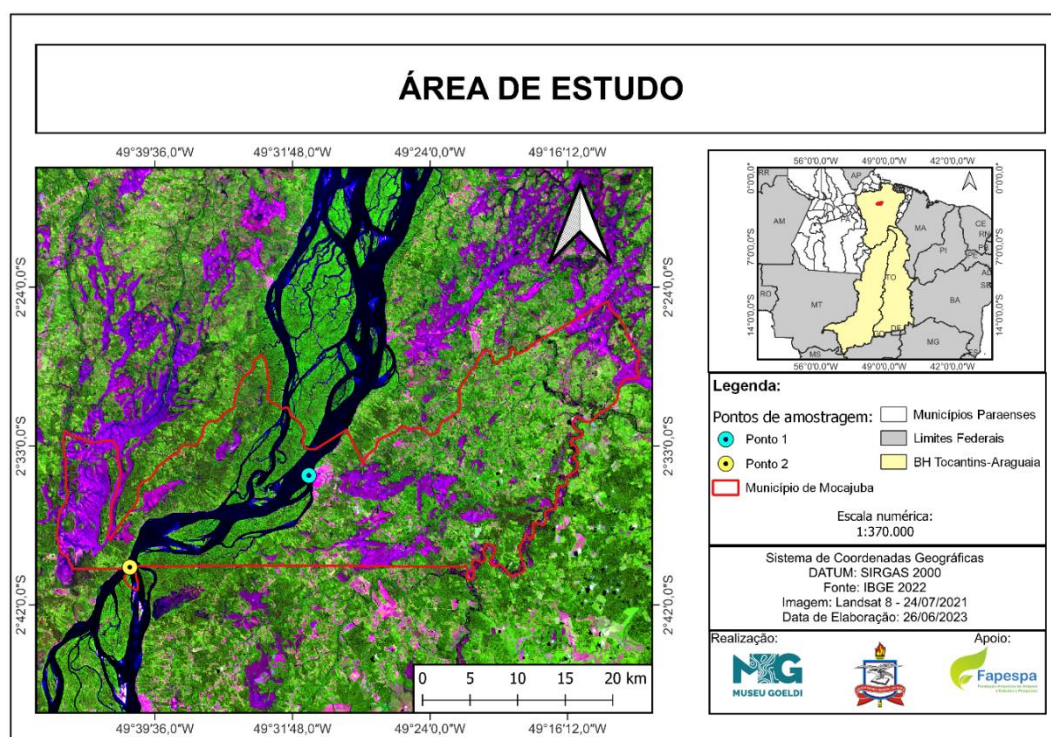 ÁREA DE ESTUDO
49°39'36,0"W
49°31'48,0"W
49°24'0,0"W
49°16'12,0"W
2°24'0,0"S
2°24'0,0"S
2°33'0,0"S
2°33'0,0"S
2°42'0,0"S
2°42'0,0"S
0 5 10 15 20 km
49°39'36,0"W
49°31'48,0"W
49°24'0,0"W
49°16'12,0"W
56°0'0,0"W
49°0'0,0"W
42°0'0,0"W
0°0'0,0"S
0°0'0,0"S
RR
AP
AM
PA
MA
CE
RN
PI
PB
PE
7°0'0,0"S
7°0'0,0"S
TO
AL
SE
RO
MT
BA
14°0'0,0"S
14°0'0,0"S
DF
GO
MS
MG
ES
56°0'0,0"W
49°0'0,0"W
42°0'0,0"W
Legenda:
Pontos de amostragem:
Ponto 1
Ponto 2
Município de Mocajuba
Municípios Paraenses
Limites Federais
BH Tocantins-Araguaia
Escala numérica:
1:370.000
Sistema de Coordenadas Geográficas
DATUM: SIRGAS 2000
Fonte: IBGE 2022
Imagem: Landsat 8 - 24/07/2021
Data de Elaboração: 26/06/2023
Realização:
Apoio:
MUSEU GOELDI
Fapespa